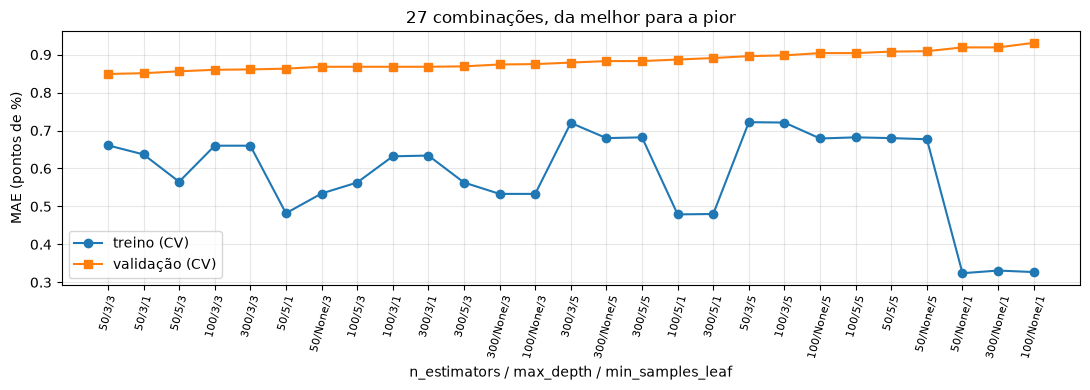 27 combinações, da melhor para a pior
MAE (pontos de %)
0.9
0.8
0.7
0.6
0.5
0.4
0.3
treino (CV)
validação (CV)
50/3/3
50/3/1
50/5/3
100/3/3
300/3/3
50/5/1
50/None/3
100/5/3
100/3/1
300/3/1
300/5/3
300/None/3
100/None/3
300/3/5
300/None/5
300/5/5
100/5/1
300/5/1
50/3/5
100/3/5
100/None/5
100/5/5
50/5/5
50/None/5
50/None/1
300/None/1
100/None/1
n_estimators / max_depth / min_samples_leaf